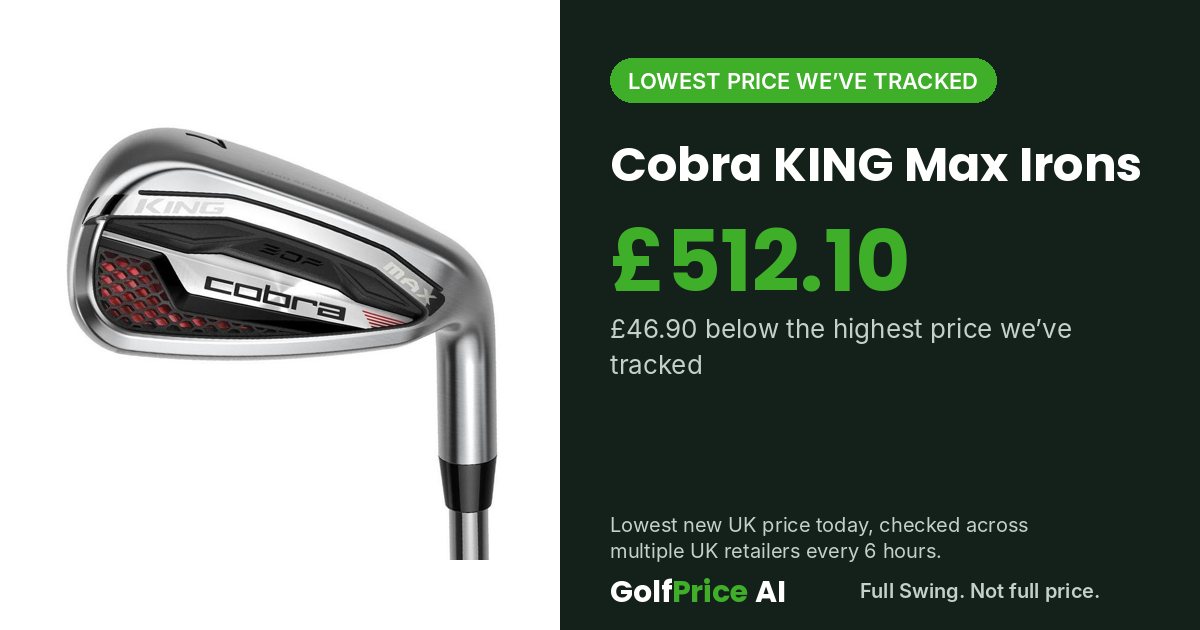 7
KING
3DP
MAX
cobra
LOWEST PRICE WE’VE TRACKED
Cobra KING Max Irons
£512.10
£46.90 below the highest price we’ve
tracked
Lowest new UK price today, checked across
multiple UK retailers every 6 hours.
GolfPrice AI
Full Swing. Not full price.